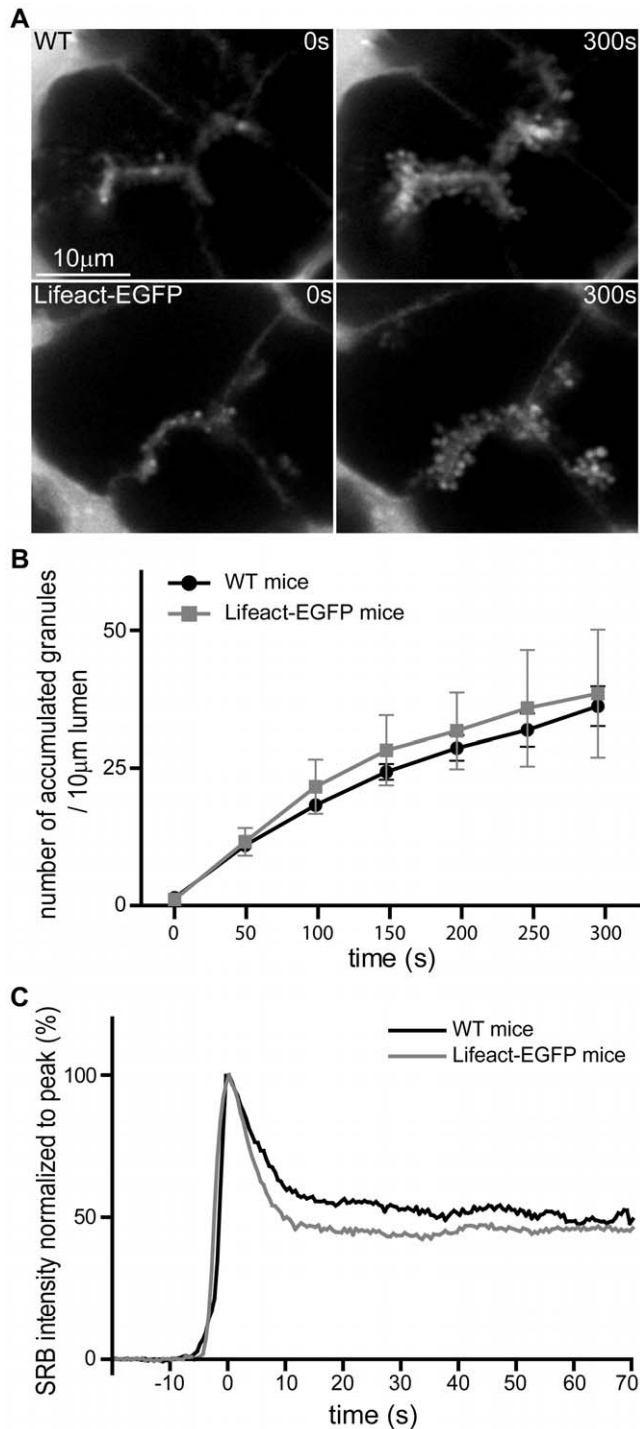 A
WT 0s 300s
10μm
Lifeact-EGFP 0s 300s
B
WT mice
Lifeact-EGFP mice
50
25
0
number of accumulated granules
/ 10μm lumen
0 50 100 150 200 250 300
time (s)
C
WT mice
Lifeact-EGFP mice
100
50
0
SRB intensity normalized to peak (%)
-10 0 10 20 30 40 50 60 70
time (s)